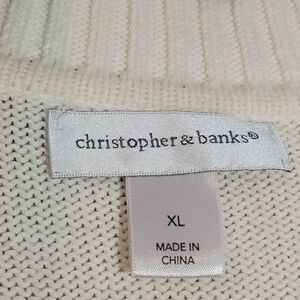 christopher & banks®
XL
MADE IN
CHINA